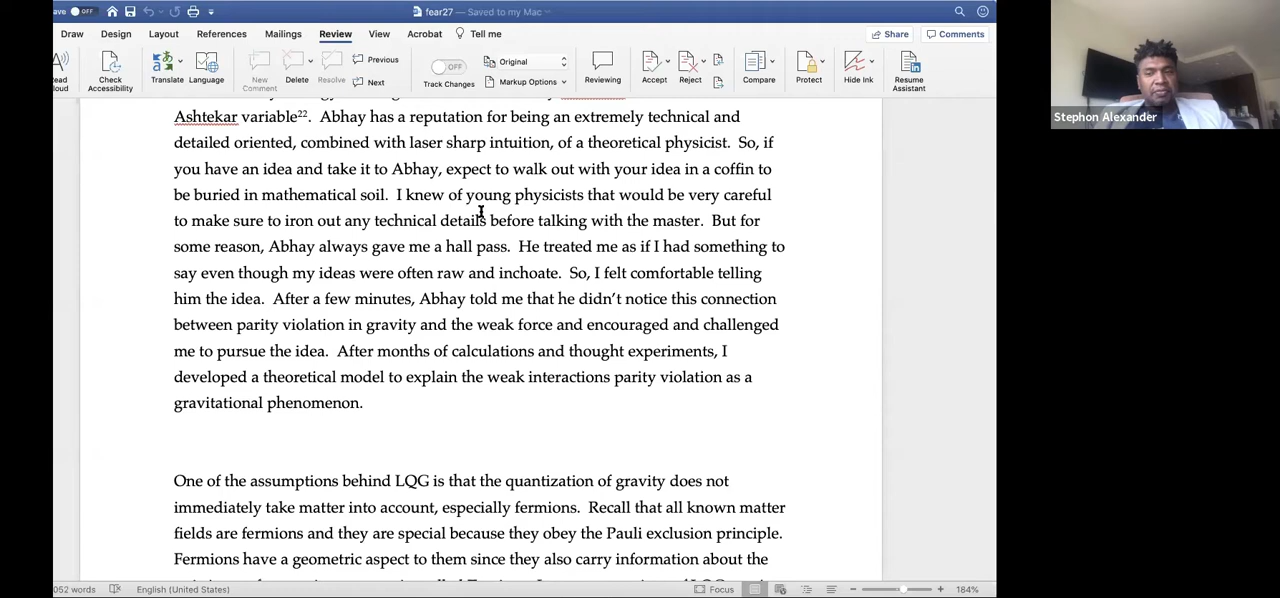 ave OFF fear27 — Saved to my Mac
Draw Design Layout References Mailings Review View Acrobat Tell me Share Comments
Check Accessibility
Translate
Language
New Comment
Delete
Resolve
Previous
Next
OFF
Track Changes
Original
Markup Options
Reviewing
Accept
Reject
Compare
Protect
Hide Ink
Resume Assistant
Ashtekar variable22. Abhay has a reputation for being an extremely technical and
detailed oriented, combined with laser sharp intuition, of a theoretical physicist. So, if
you have an idea and take it to Abhay, expect to walk out with your idea in a coffin to
be buried in mathematical soil. I knew of young physicists that would be very careful
to make sure to iron out any technical details before talking with the master. But for
some reason, Abhay always gave me a hall pass. He treated me as if I had something to
say even though my ideas were often raw and inchoate. So, I felt comfortable telling
him the idea. After a few minutes, Abhay told me that he didn't notice this connection
between parity violation in gravity and the weak force and encouraged and challenged
me to pursue the idea. After months of calculations and thought experiments, I
developed a theoretical model to explain the weak interactions parity violation as a
gravitational phenomenon.
One of the assumptions behind LQG is that the quantization of gravity does not
immediately take matter into account, especially fermions. Recall that all known matter
fields are fermions and they are special because they obey the Pauli exclusion principle.
Fermions have a geometric aspect to them since they also carry information about the
052 words English (United States) Focus 184%
Stephon Alexander